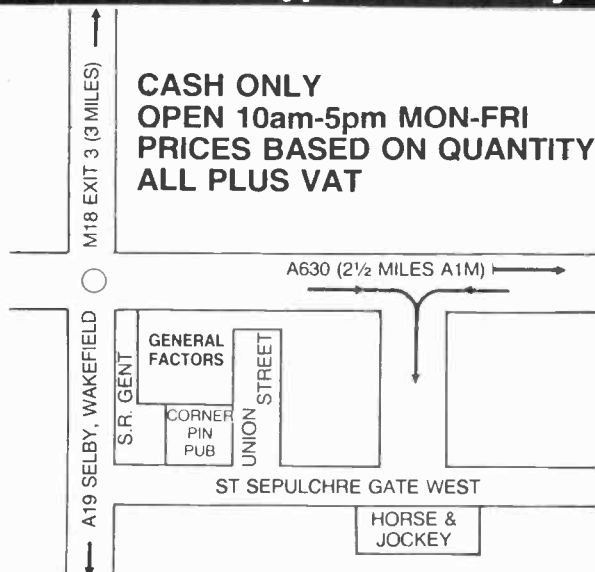 CASH ONLY
OPEN 10am-5pm MON-FRI
PRICES BASED ON QUANTITY
ALL PLUS VAT
M18 EXIT 3 (3 MILES)
A630 (2½ MILES A1M)
A19 SELBY, WAKEFIELD
S.R. GENT
GENERAL
FACTORS
CORNER
PIN
PUB
UNION
STREET
ST SEPULCHRE GATE WEST
HORSE &
JOCKEY